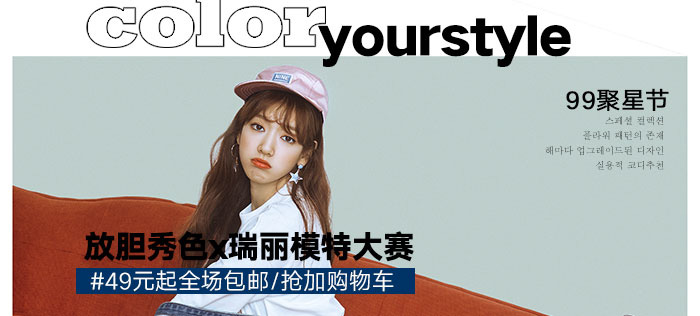 color
yourstyle
99聚星节
스페셜 컬렉션
플라워 패턴의 존재
해마다 업그레이드된 디자인
실용적 코디추천
放胆秀色x瑞丽模特大赛
#49元起全场包邮/抢加购物车